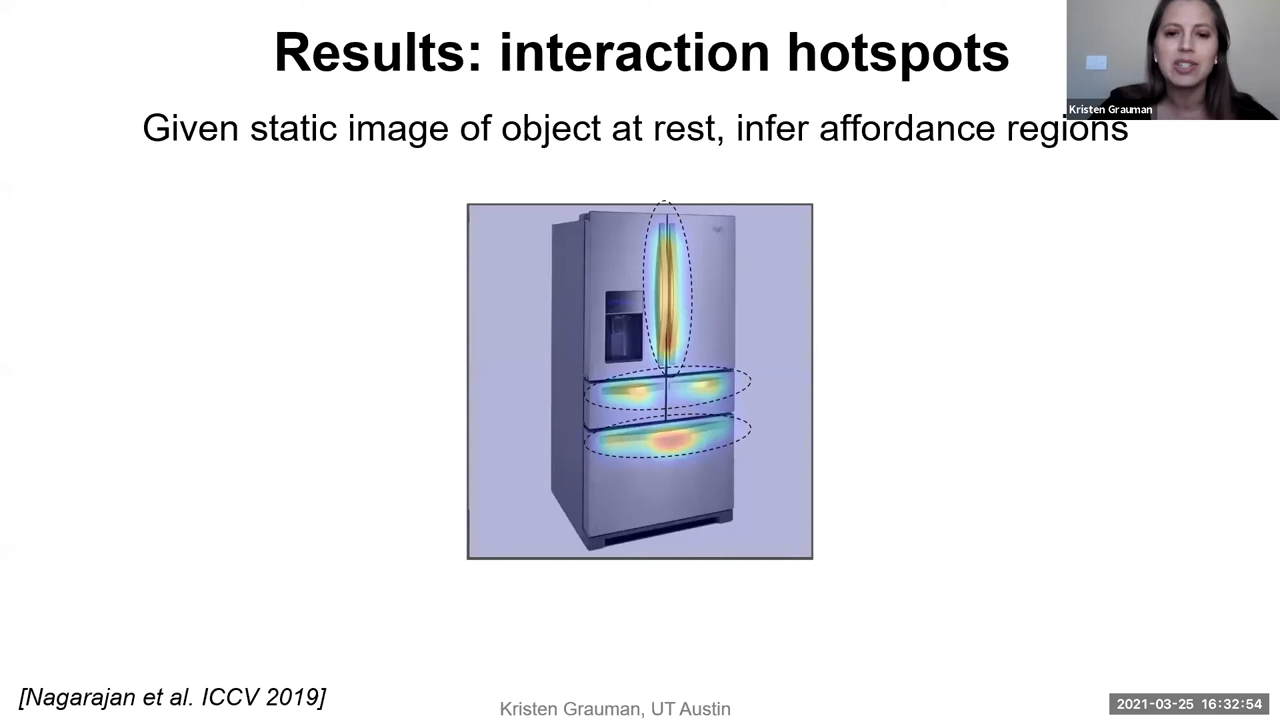 Results: interaction hotspots
Kristen Grauman
Given static image of object at rest, infer affordance regions
[Nagarajan et al. ICCV 2019]
Kristen Grauman, UT Austin
2021-03-25 16:32:54